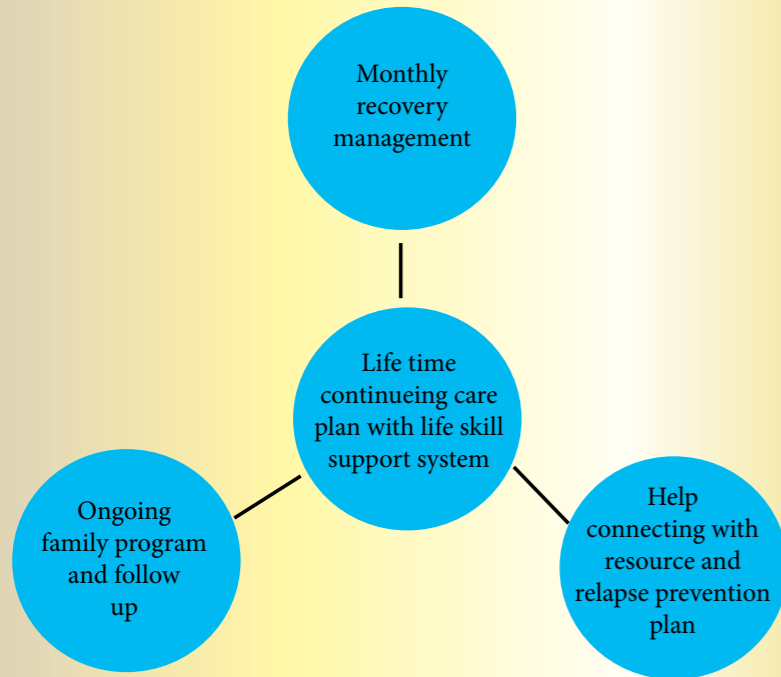 Monthly
recovery
management
Life time
continueing care
plan with life skill
support system
Ongoing
family program
and follow
up
Help
connecting with
resource and
relapse prevention
plan